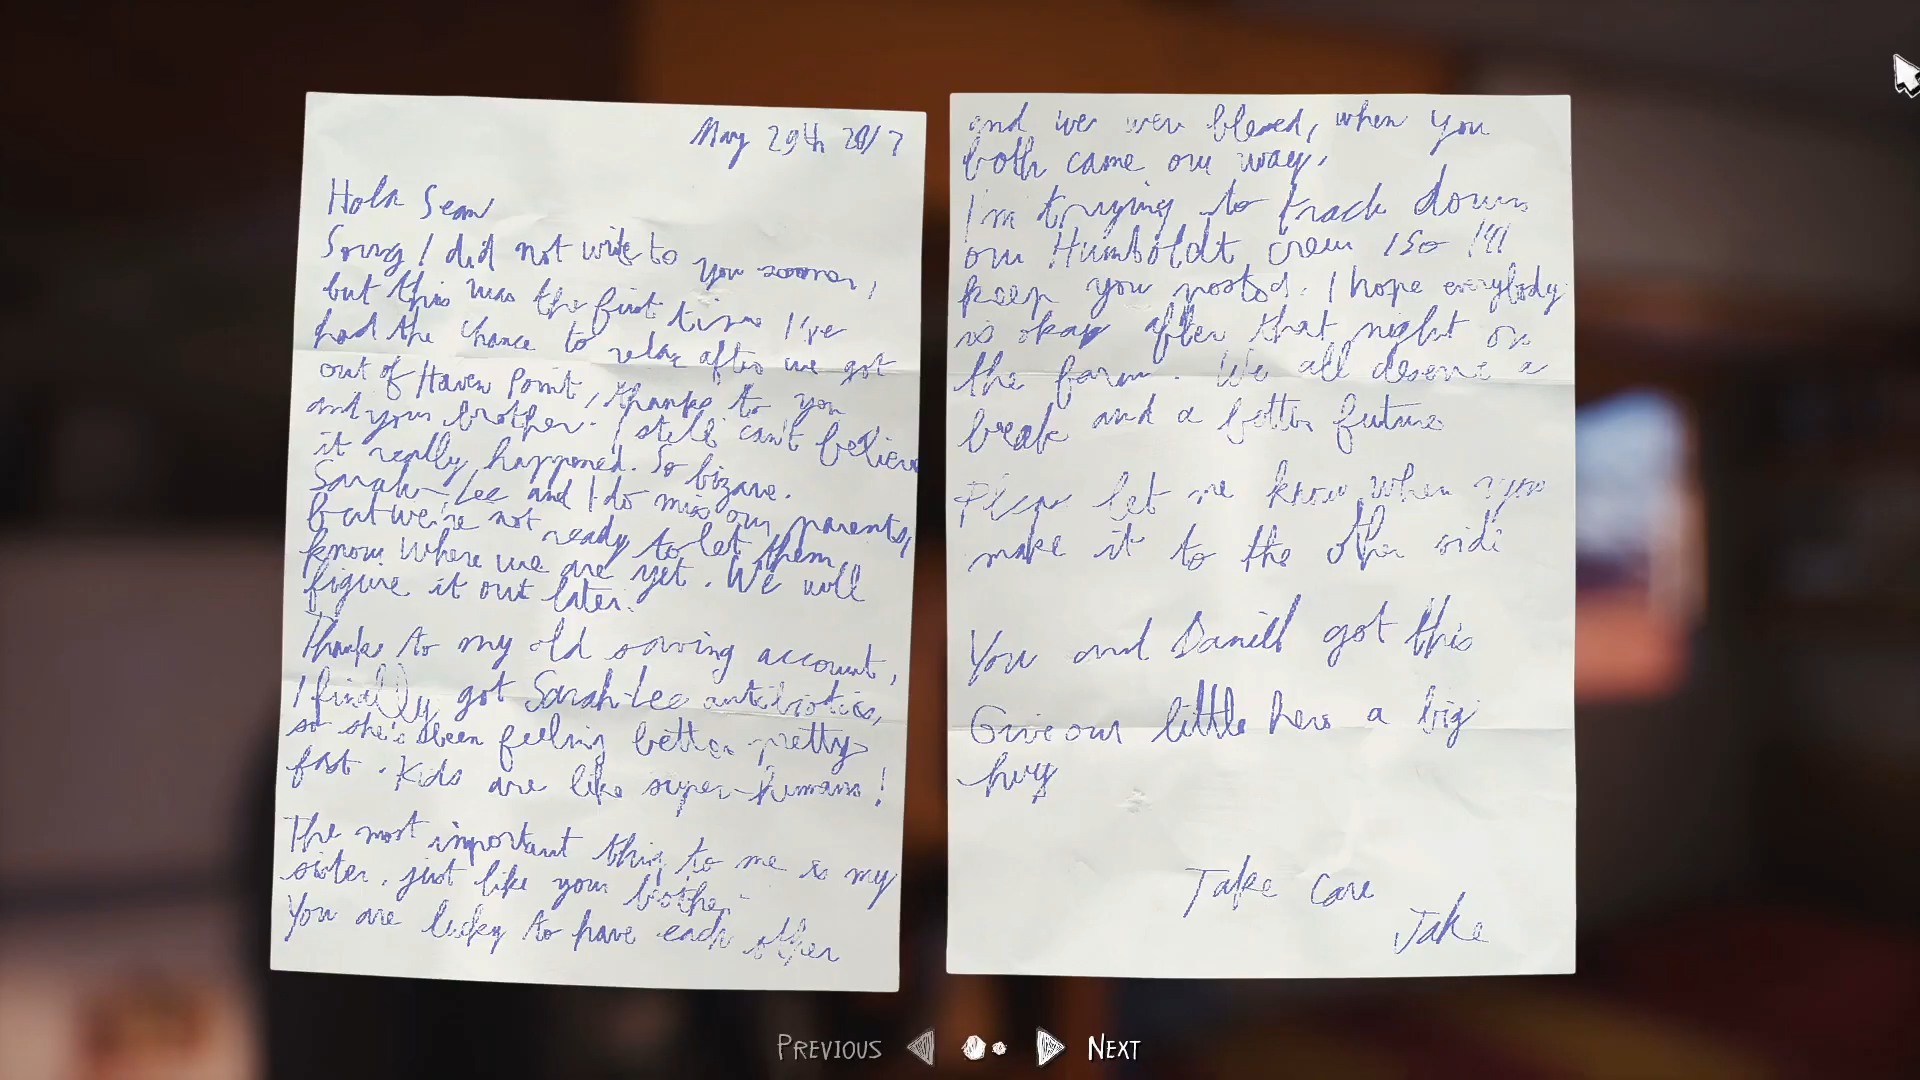 May 29th 2017
Hola Sean
Sorry I did not write to you sooner,
but this was the first time I've
had the chance to relax after we got
out of Haven Point, thanks to you
and your brother. I still can't believe
it really happened. So bizare.
Sarah-Lee and I do miss our parents,
but we're not ready to let them
know where we are yet. We will
figure it out later.
Thanks to my old saving account,
I finally got Sarah-Lee antibiotics,
so she's been feeling better pretty
fast. Kids are like super-humans!
The most important thing to me is my
sister, just like your brother.
You are lucky to have each other
and we were blessed, when you
both came our way.
I'm trying to track down
our Humboldt crew, so I'll
keep you posted. I hope everybody
is okay after that night on
the farm. We all deserve a
break and a better future
Please let me know when you
make it to the other side
You and Daniel got this
Give our little hero a big
hug
Take Care
Jake
PREVIOUS
NEXT